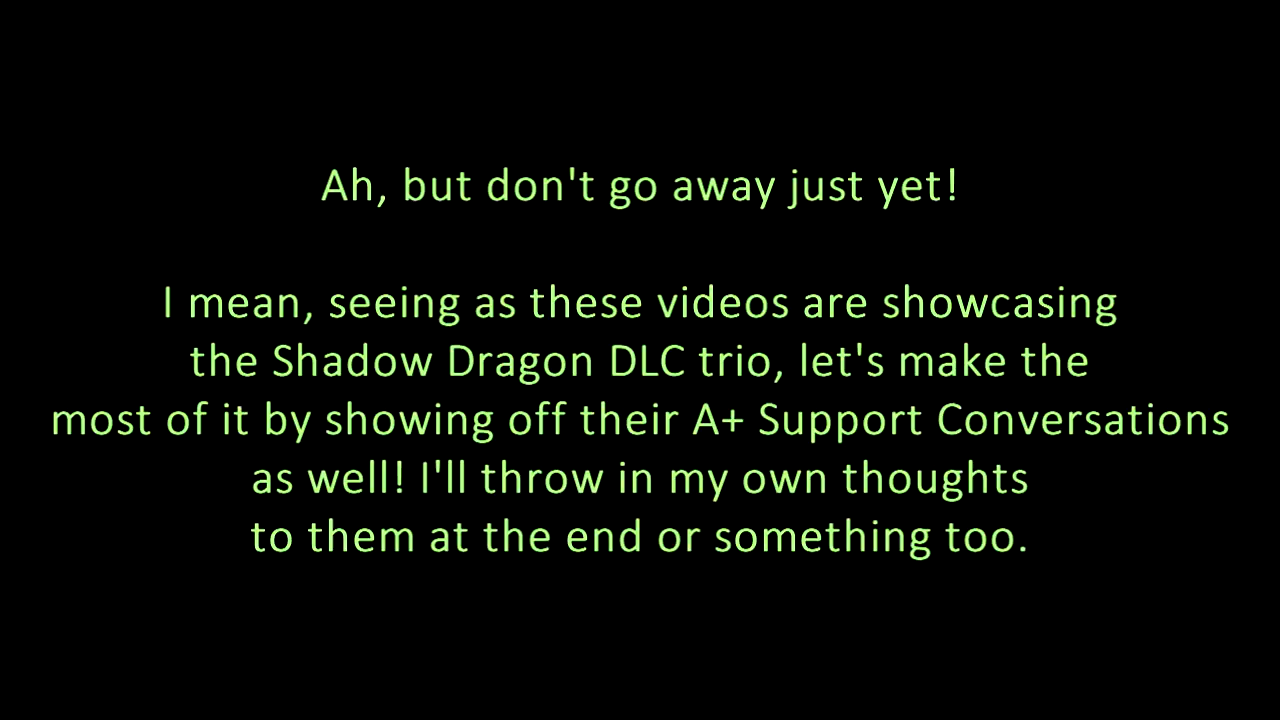 Ah, but don't go away just yet!
I mean, seeing as these videos are showcasing
the Shadow Dragon DLC trio, let's make the
most of it by showing off their A+ Support Conversations
as well! I'll throw in my own thoughts
to them at the end or something too.